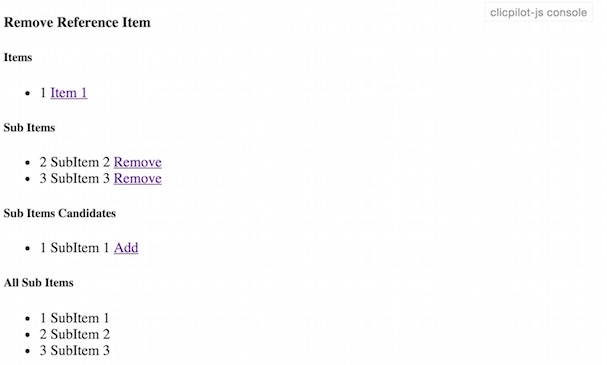 clicpilot-js console
Remove Reference Item
Items
1 Item 1
Sub Items
2 SubItem 2 Remove
3 SubItem 3 Remove
Sub Items Candidates
1 SubItem 1 Add
All Sub Items
1 SubItem 1
2 SubItem 2
3 SubItem 3